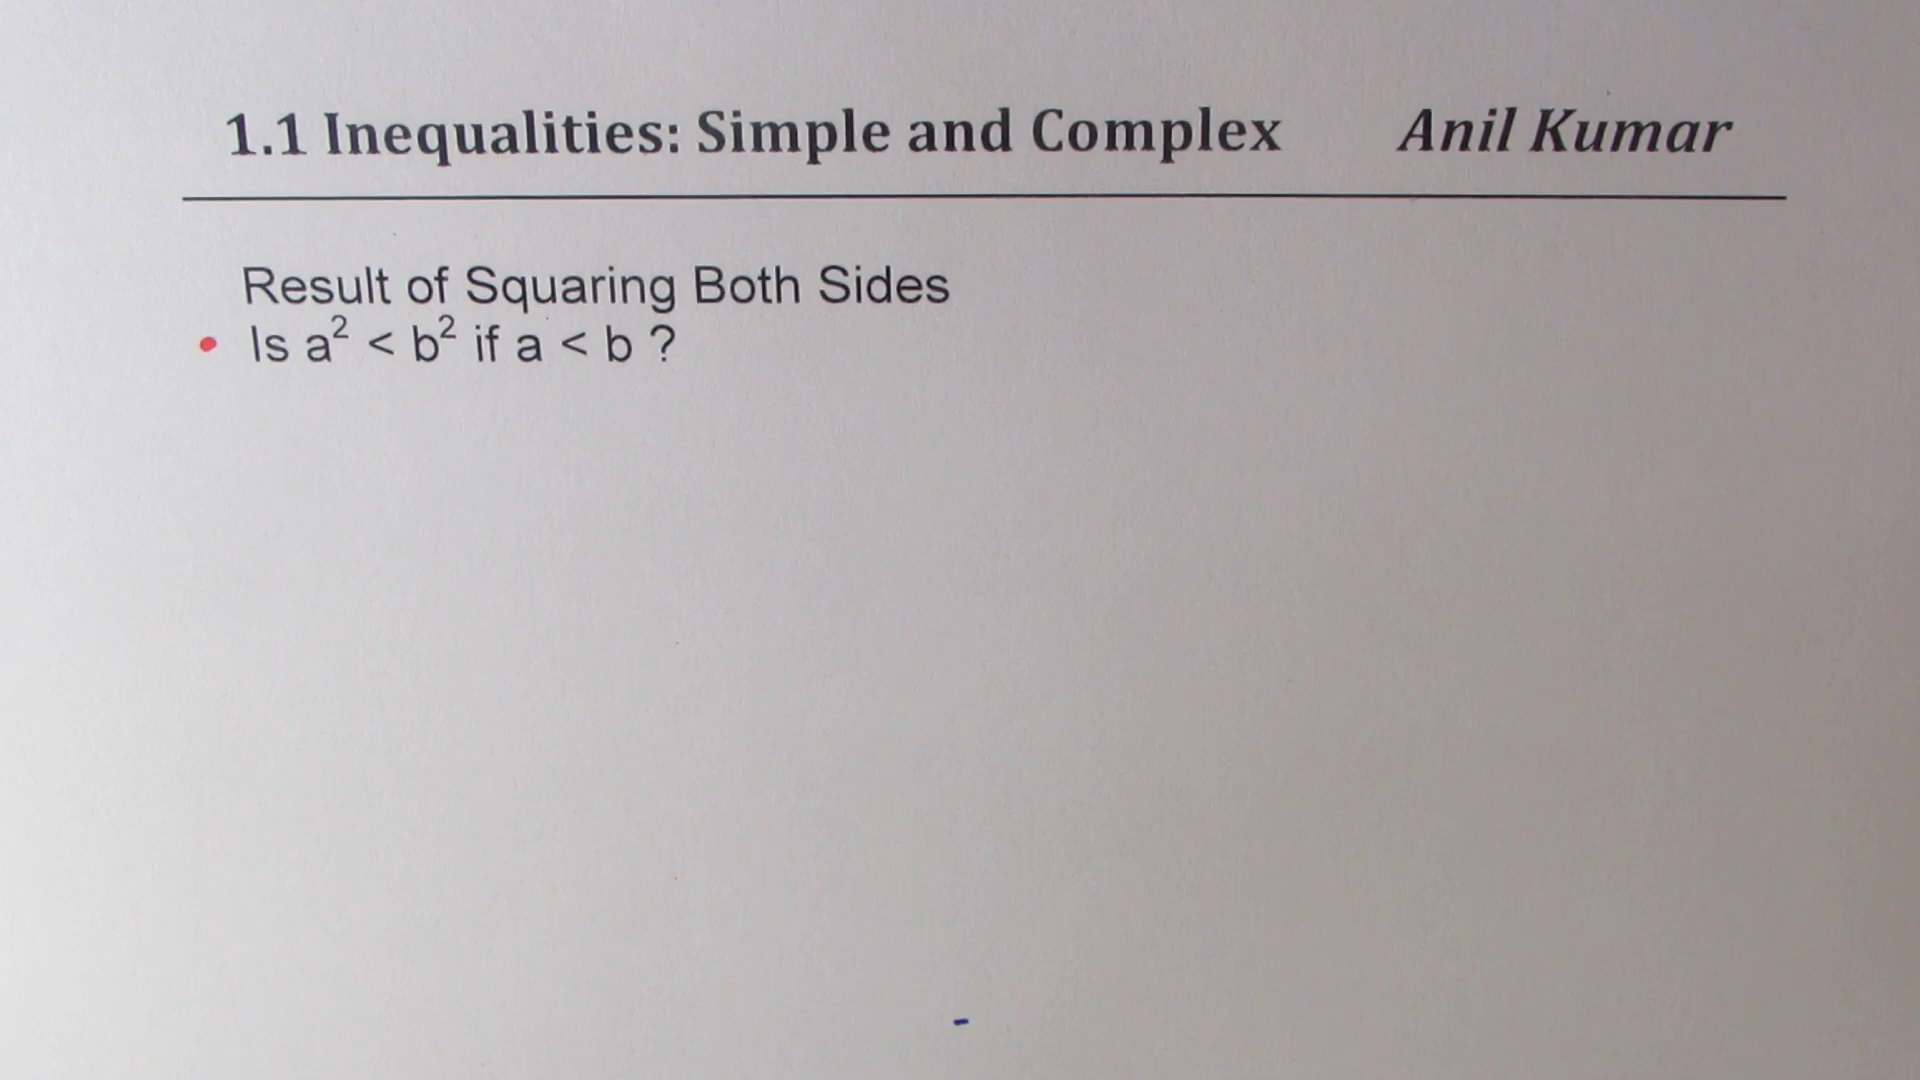 1.1 Inequalities: Simple and Complex Anil Kumar
Result of Squaring Both Sides
• Is a² < b² if a < b ?